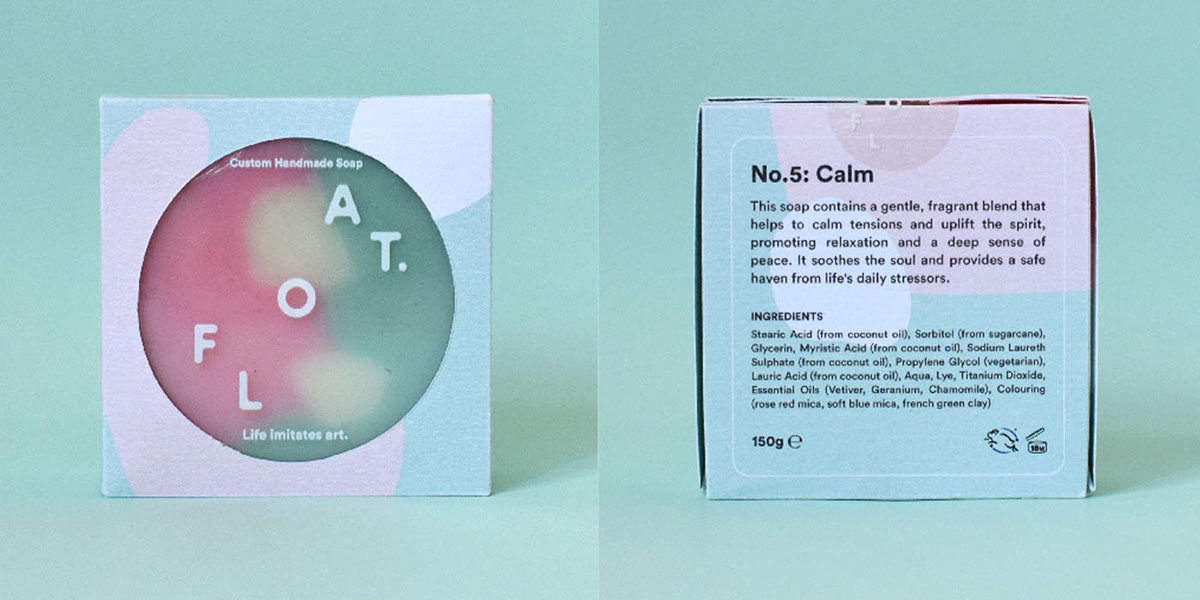 Custom Handmade Soap
F
L
O
A
T.
Life imitates art.
F
L
No.5: Calm
This soap contains a gentle, fragrant blend that
helps to calm tensions and uplift the spirit,
promoting relaxation and a deep sense of
peace. It soothes the soul and provides a safe
haven from life's daily stressors.
INGREDIENTS
Stearic Acid (from coconut oil), Sorbitol (from sugarcane),
Glycerin, Myristic Acid (from coconut oil), Sodium Laureth
Sulphate (from coconut oil), Propylene Glycol (vegetarian),
Lauric Acid (from coconut oil), Aqua, Lye, Titanium Dioxide,
Essential Oils (Vetiver, Geranium, Chamomile), Colouring
(rose red mica, soft blue mica, french green clay)
150g ℮